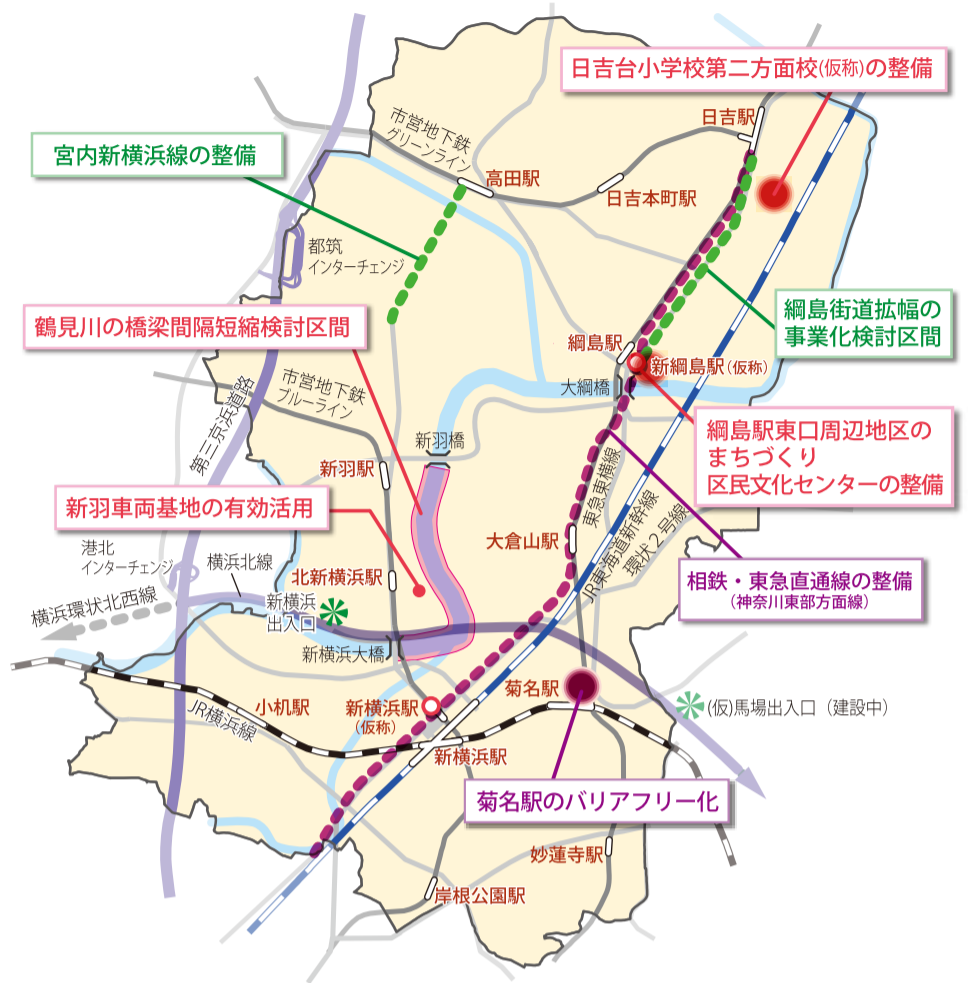 日吉台小学校第二方面校(仮称)の整備
日吉駅
市営地下鉄
グリーンライン
宮内新横浜線の整備
高田駅
日吉本町駅
都筑
インターチェンジ
綱島街道拡幅の
事業化検討区間
鶴見川の橋梁間隔短縮検討区間
綱島駅
新綱島駅(仮称)
大綱橋
市営地下鉄
ブルーライン
第三京浜道路
新羽橋
綱島駅東口周辺地区の
まちづくり
区民文化センターの整備
新羽駅
東急東横線
新羽車両基地の有効活用
JR東海道新幹線
環状2号線
大倉山駅
港北
インターチェンジ
横浜北線
北新横浜駅
相鉄・東急直通線の整備
(神奈川東部方面線)
横浜環状北西線
新横浜
出入口
新横浜大橋
菊名駅
小机駅
新横浜駅
(仮称)
(仮)馬場出入口（建設中）
JR横浜線
新横浜駅
菊名駅のバリアフリー化
妙蓮寺駅
岸根公園駅